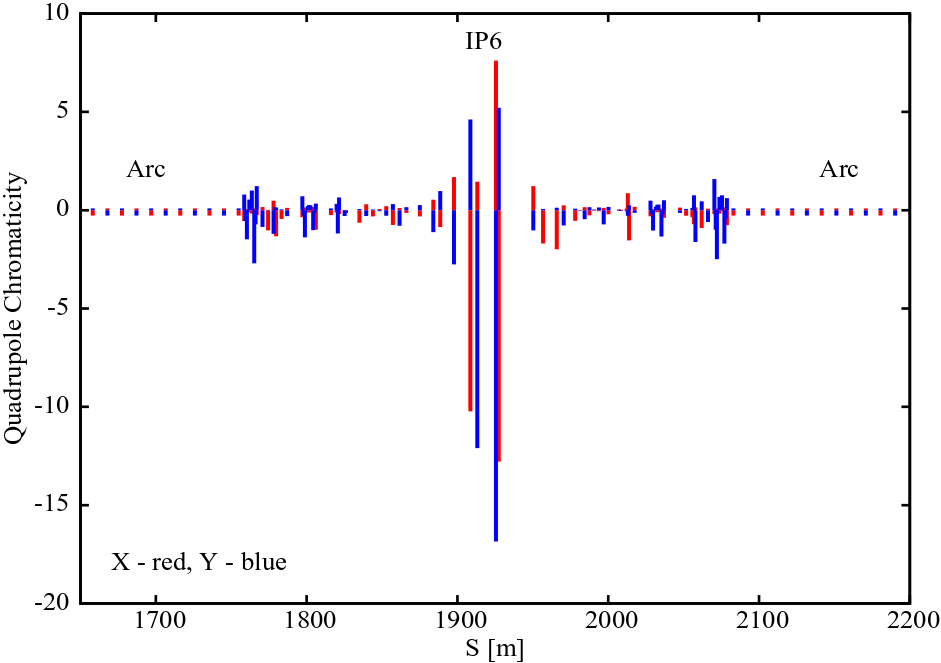 10
IP6
5
Arc
Arc
0
Quadrupole Chromaticity
-5
-10
-15
X - red, Y - blue
-20
1700
1800
1900
2000
2100
2200
S [m]